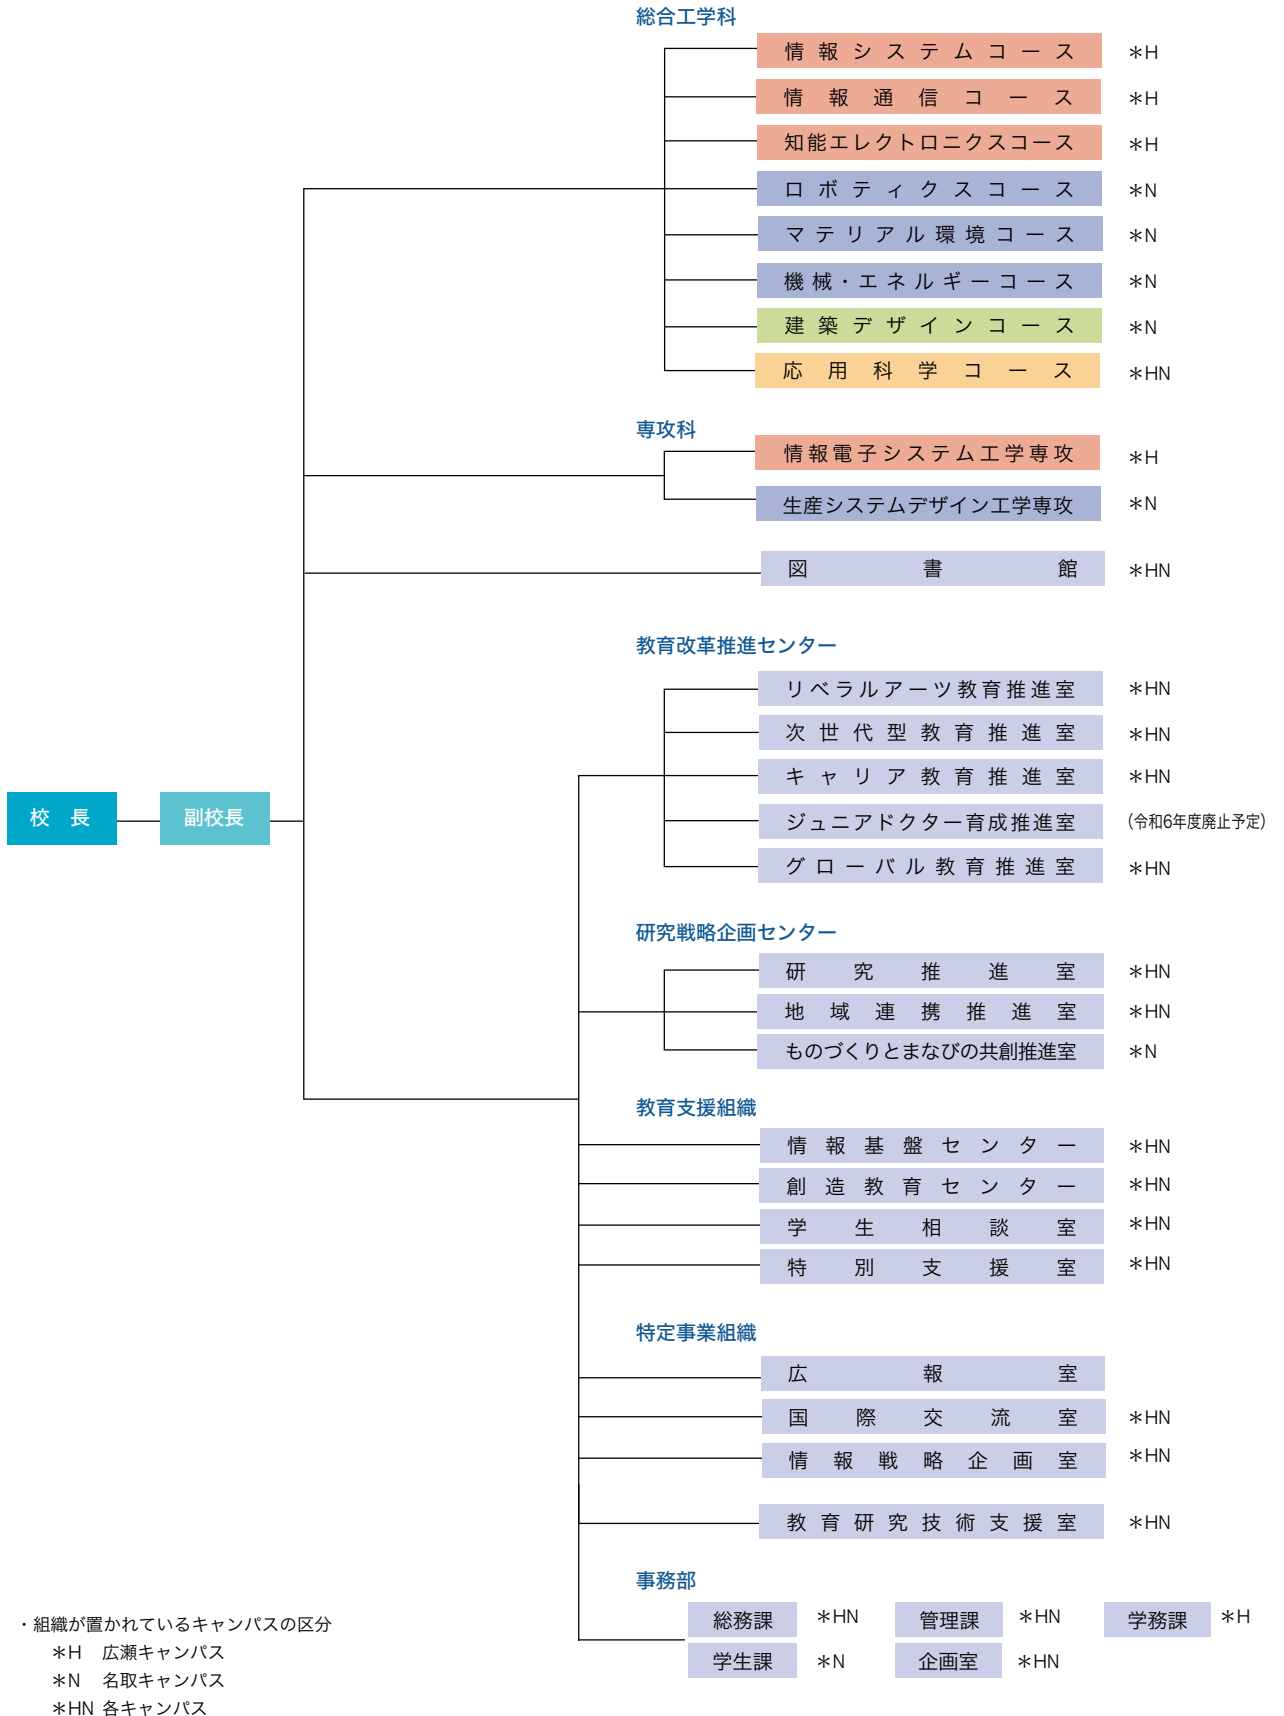 総合工学科
情報システムコース ＊H
情報通信コース ＊H
知能エレクトロニクスコース ＊H
ロボティクスコース ＊N
マテリアル環境コース ＊N
機械・エネルギーコース ＊N
建築デザインコース ＊N
応用科学コース ＊HN
専攻科
情報電子システム工学専攻 ＊H
生産システムデザイン工学専攻 ＊N
図書館 ＊HN
教育改革推進センター
リベラルアーツ教育推進室 ＊HN
次世代型教育推進室 ＊HN
キャリア教育推進室 ＊HN
校長 副校長
ジュニアドクター育成推進室 （令和6年度廃止予定）
グローバル教育推進室 ＊HN
研究戦略企画センター
研究推進室 ＊HN
地域連携推進室 ＊HN
ものづくりとまなびの共創推進室 ＊N
教育支援組織
情報基盤センター ＊HN
創造教育センター ＊HN
学生相談室 ＊HN
特別支援室 ＊HN
特定事業組織
広報室
国際交流室 ＊HN
情報戦略企画室 ＊HN
教育研究技術支援室 ＊HN
事務部
総務課 ＊HN 管理課 ＊HN 学務課 ＊H
学生課 ＊N 企画室 ＊HN
・組織が置かれているキャンパスの区分
＊H 広瀬キャンパス
＊N 名取キャンパス
＊HN 各キャンパス